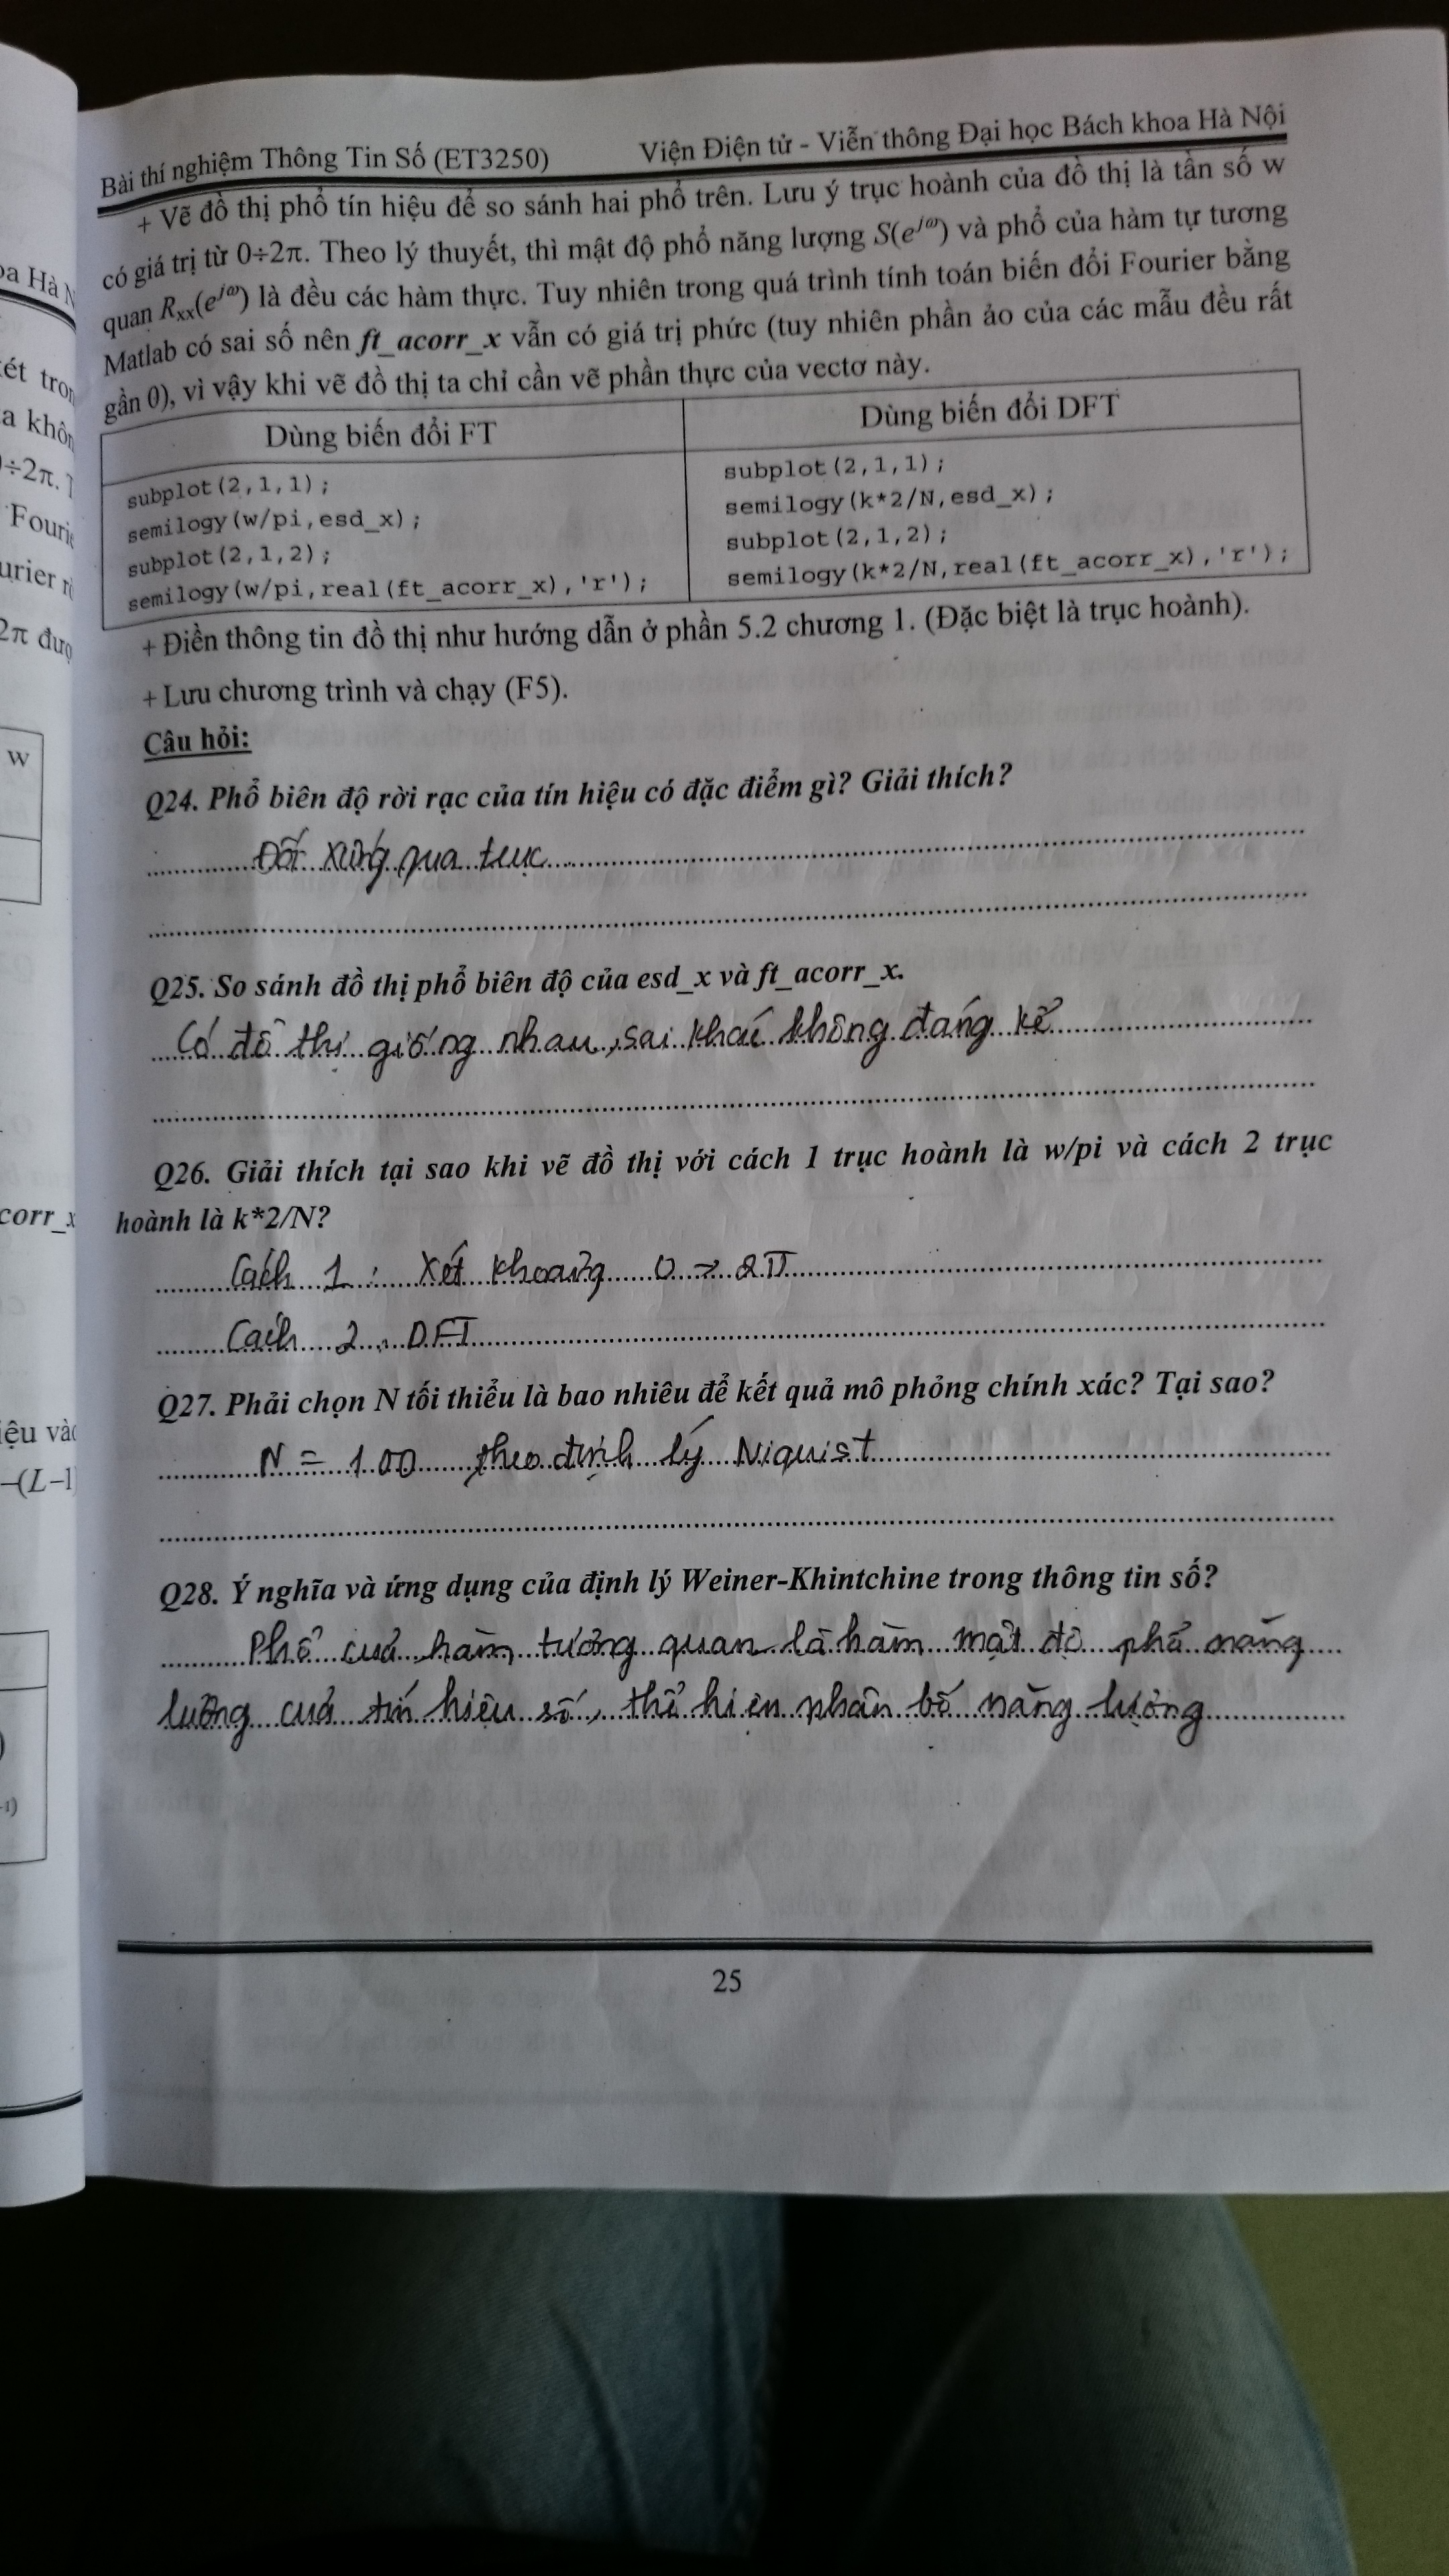 Bài thí nghiệm Thông Tin Số (ET3250) Viện Điện tử - Viễn thông Đại học Bách khoa Hà Nội
+ Vẽ đồ thị phổ tín hiệu để so sánh hai phổ trên. Lưu ý trục hoành của đồ thị là tần số w
có giá trị từ 0÷2π. Theo lý thuyết, thì mật độ phổ năng lượng S(e^jω) và phổ của hàm tự tương
quan Rxx(e^jω) là đều các hàm thực. Tuy nhiên trong quá trình tính toán biến đổi Fourier bằng
Matlab có sai số nên ft_acorr_x vẫn có giá trị phức (tuy nhiên phần ảo của các mẫu đều rất
gần 0), vì vậy khi vẽ đồ thị ta chỉ cần vẽ phần thực của vectơ này.
Dùng biến đổi FT
subplot(2,1,1);
semilogy(w/pi,esd_x);
subplot(2,1,2);
semilogy(w/pi,real(ft_acorr_x),'r');
Dùng biến đổi DFT
subplot(2,1,1);
semilogy(k*2/N,esd_x);
subplot(2,1,2);
semilogy(k*2/N,real(ft_acorr_x),'r');
+ Điền thông tin đồ thị như hướng dẫn ở phần 5.2 chương 1. (Đặc biệt là trục hoành).
+ Lưu chương trình và chạy (F5).
Câu hỏi:
Q24. Phổ biên độ rời rạc của tín hiệu có đặc điểm gì? Giải thích?
Đối xứng qua trục
Q25. So sánh đồ thị phổ biên độ của esd_x và ft_acorr_x.
Có đồ thị giống nhau, sai khác không đáng kể
Q26. Giải thích tại sao khi vẽ đồ thị với cách 1 trục hoành là w/pi và cách 2 trục
hoành là k*2/N?
Cách 1 : Xét khoảng 0 → 2π
Cách 2 : DFT
Q27. Phải chọn N tối thiểu là bao nhiêu để kết quả mô phỏng chính xác? Tại sao?
N = 100 theo định lý Niquist
Q28. Ý nghĩa và ứng dụng của định lý Weiner-Khintchine trong thông tin số?
Phổ của hàm tương quan là hàm mật độ phổ năng
lượng của tín hiệu số, thể hiện phân bố năng lượng
25